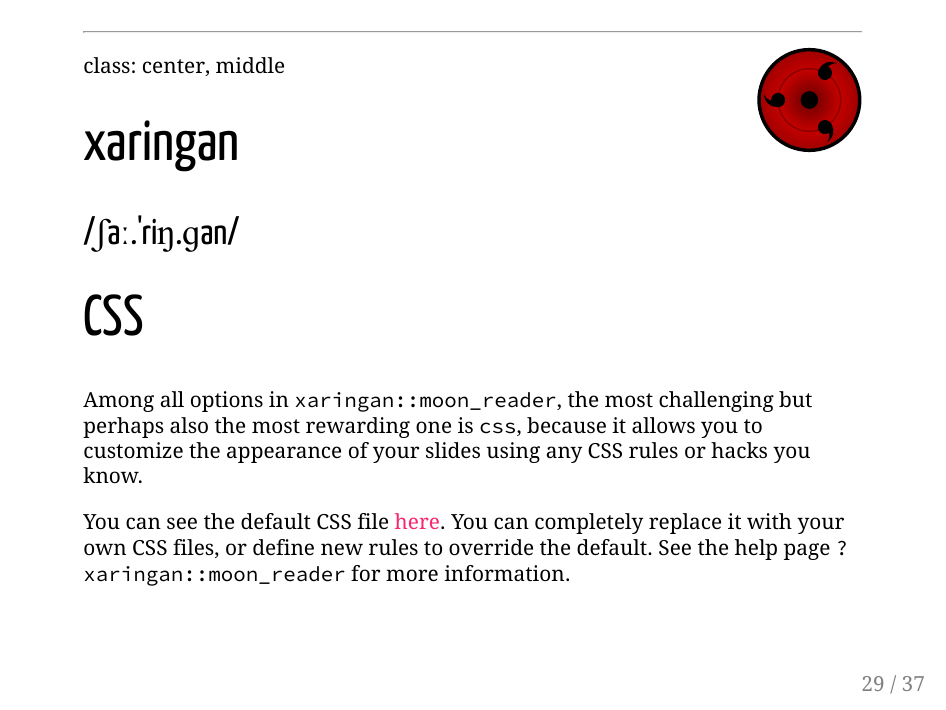 class: center, middle
xaringan
/ʃaː.'riŋ.ɡan/
CSS
Among all options in xaringan::moon_reader, the most challenging but
perhaps also the most rewarding one is css, because it allows you to
customize the appearance of your slides using any CSS rules or hacks you
know.
You can see the default CSS file here. You can completely replace it with your
own CSS files, or define new rules to override the default. See the help page ?
xaringan::moon_reader for more information.
29 / 37